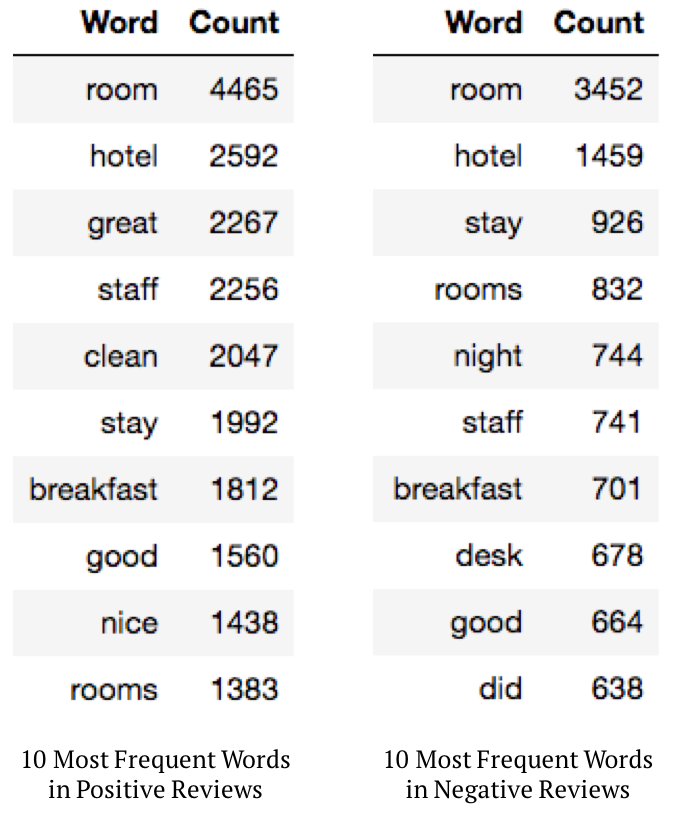 Word Count
room 4465
hotel 2592
great 2267
staff 2256
clean 2047
stay 1992
breakfast 1812
good 1560
nice 1438
rooms 1383
10 Most Frequent Words
in Positive Reviews
Word Count
room 3452
hotel 1459
stay 926
rooms 832
night 744
staff 741
breakfast 701
desk 678
good 664
did 638
10 Most Frequent Words
in Negative Reviews